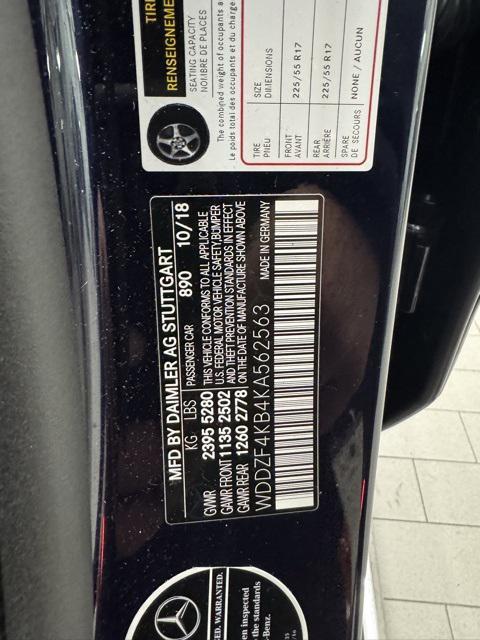 TIRE
RENSEIGNEME
SEATING CAPACITY
NOMBRE DE PLACES
The combined weight of occupants a
Le poids total des occupants et du char
TIRE SIZE
PNEU DIMENSIONS
FRONT 225/55 R17
AVANT
REAR 225/55 R17
ARRIÈRE
SPARE NONE / AUCUN
DE SECOURS
MFD BY DAIMLER AG STUTTGART
KG LBS PASSENGER CAR 890 10/18
GVWR 2395 5280 THIS VEHICLE CONFORMS TO ALL APPLICABLE
U.S. FEDERAL MOTOR VEHICLE SAFETY,BUMPER
GAWR FRONT 1135 2502 AND THEFT PREVENTION STANDARDS IN EFFECT
GAWR REAR 1260 2778 ON THE DATE OF MANUFACTURE SHOWN ABOVE
WDDZF4KB4KA562563 MADE IN GERMANY
SED. WARRANTED.
een inspected
the standards
s-Benz.